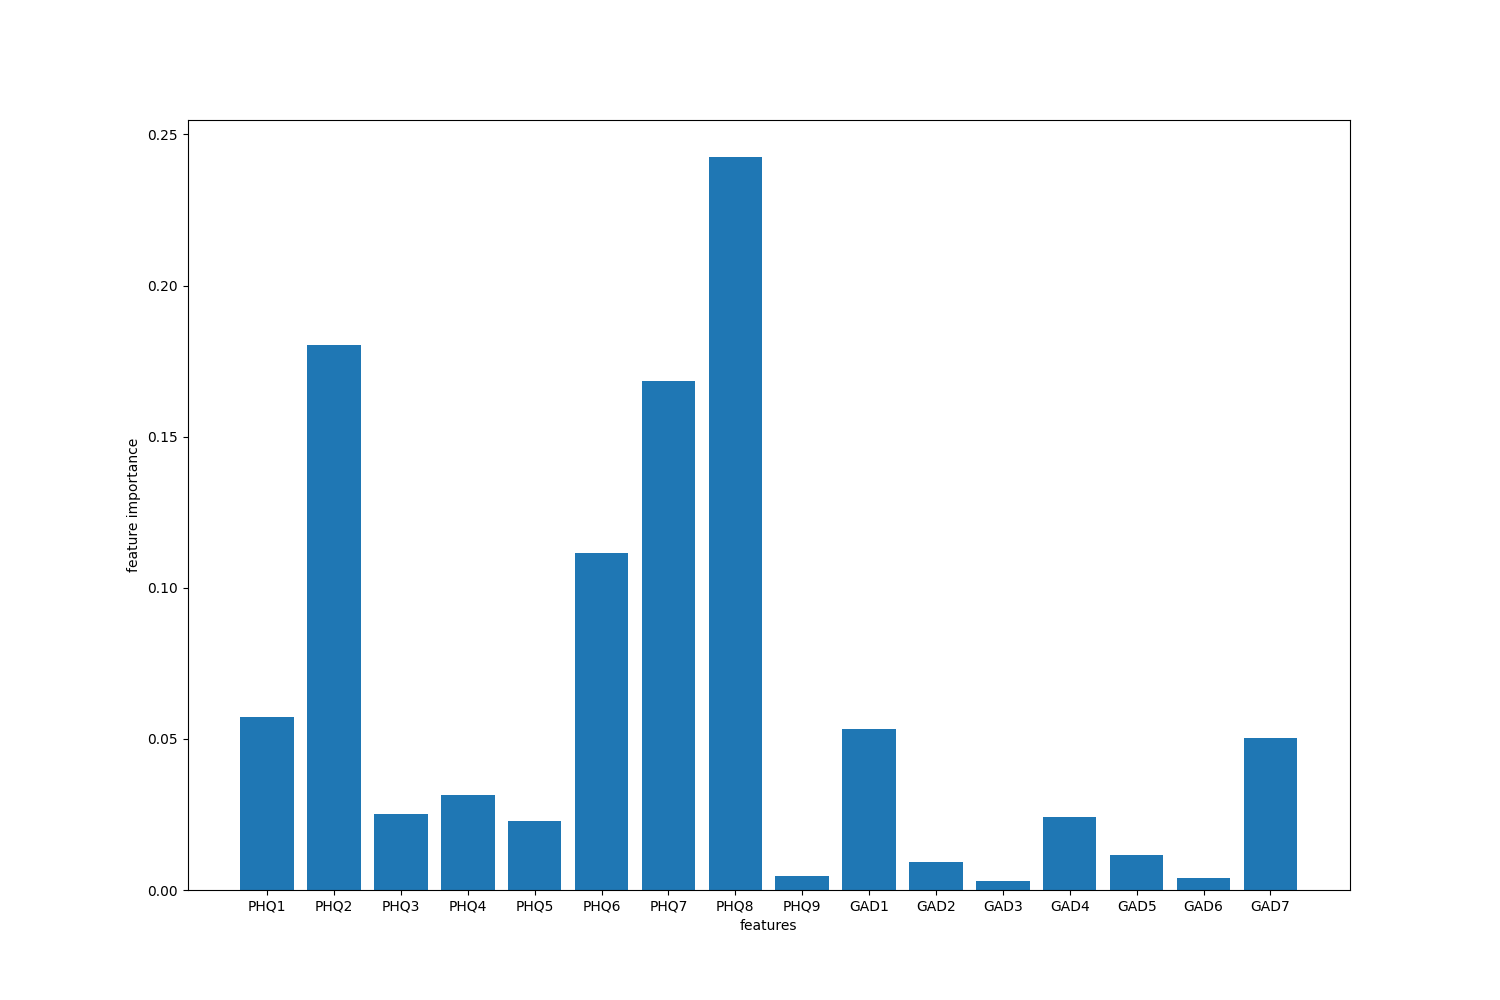 0.25
0.20
0.15
0.10
0.05
0.00
feature importance
PHQ1 PHQ2 PHQ3 PHQ4 PHQ5 PHQ6 PHQ7 PHQ8 PHQ9 GAD1 GAD2 GAD3 GAD4 GAD5 GAD6 GAD7
features